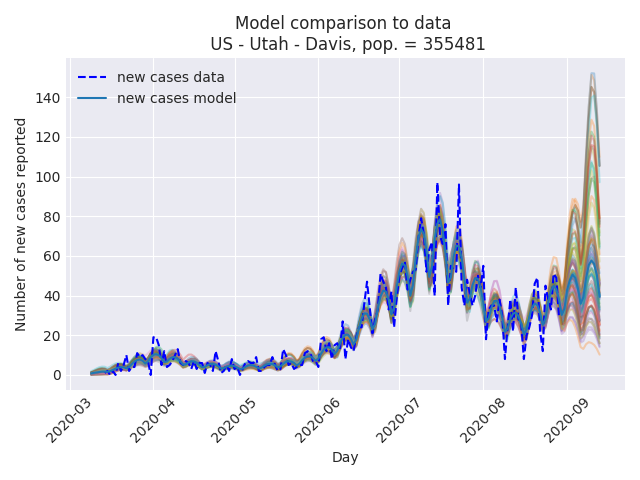 Model comparison to data
US - Utah - Davis, pop. = 355481
new cases data
new cases model
Number of new cases reported
140
120
100
80
60
40
20
0
2020-03
2020-04
2020-05
2020-06
2020-07
2020-08
2020-09
Day